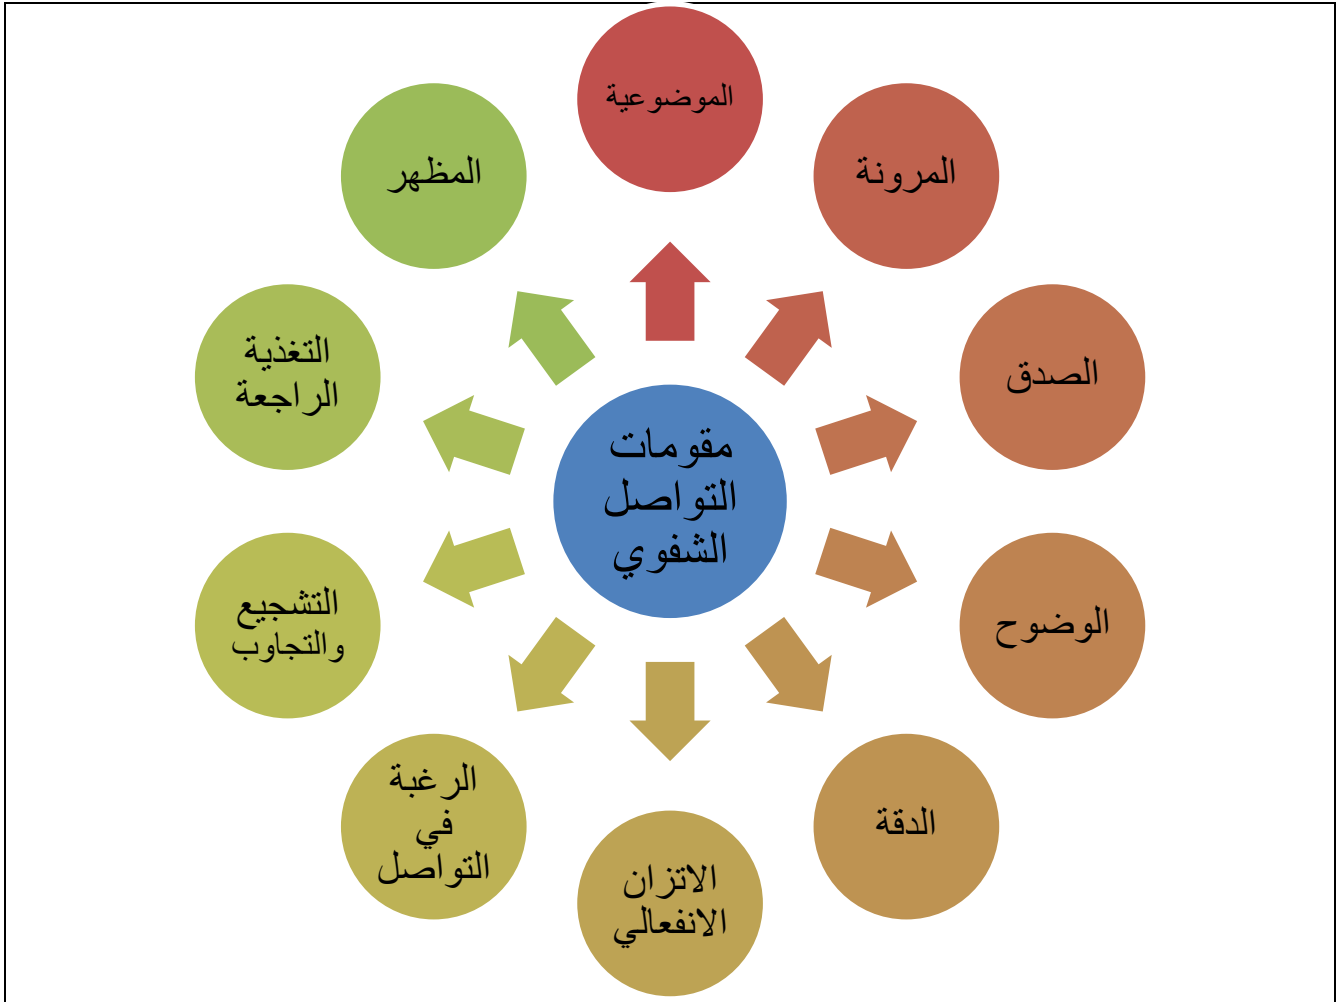 مقومات
التواصل
الشفوي
الموضوعية
المرونة
الصدق
الوضوح
الدقة
الاتزان
الانفعالي
الرغبة
في
التواصل
التشجيع
والتجاوب
التغذية
الراجعة
المظهر